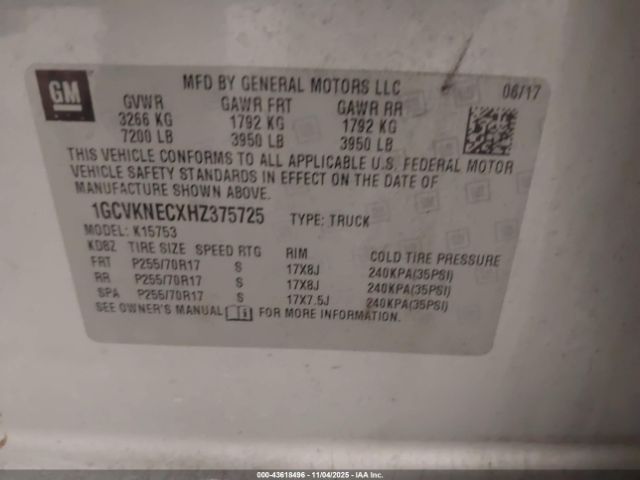 GM
MFD BY GENERAL MOTORS LLC 06/17
GVWR GAWR FRT GAWR RR
3266 KG 1792 KG 1792 KG
7200 LB 3950 LB 3950 LB
THIS VEHICLE CONFORMS TO ALL APPLICABLE U.S. FEDERAL MOTOR
VEHICLE SAFETY STANDARDS IN EFFECT ON THE DATE OF
MANUFACTURE SHOWN ABOVE.
1GCVKNECXHZ375725 TYPE: TRUCK
MODEL: K15753
KDBZ TIRE SIZE SPEED RTG RIM COLD TIRE PRESSURE
FRT P255/70R17 S 17X8J 240KPA(35PSI)
RR P255/70R17 S 17X8J 240KPA(35PSI)
SPA P255/70R17 S 17X7.5J 240KPA(35PSI)
SEE OWNER'S MANUAL FOR MORE INFORMATION.
000-43618496 - 11/04/2025 - IAA Inc.